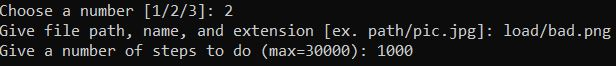 Choose a number [1/2/3]: 2
Give file path, name, and extension [ex. path/pic.jpg]: load/bad.png
Give a number of steps to do (max=30000): 1000